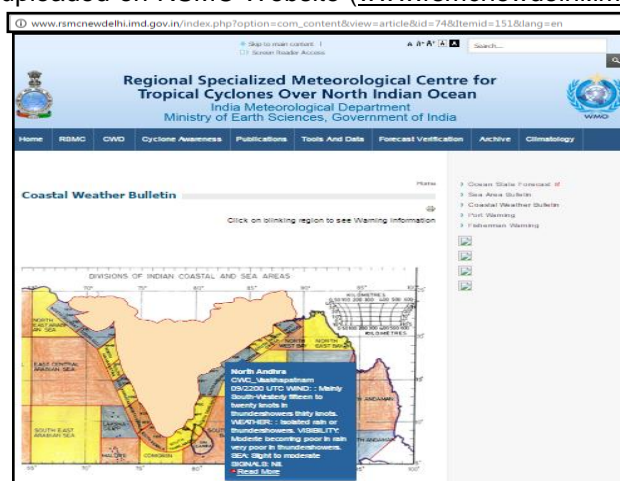 uploaded on RSMC Website (www.rsmcnewdelhi.im
www.rsmcnewdelhi.imd.gov.in/index.php?option=com_content&view=article&id=74&Itemid=151&lang=en
Skip to main content |
Screen Reader Access
A A- A+ A A
Search...
Regional Specialized Meteorological Centre for
Tropical Cyclones Over North Indian Ocean
India Meteorological Department
Ministry of Earth Sciences, Government of India
WMO
Home RSMC CWD Cyclone Awareness Publications Tools And Data Forecast Verification Archive Climatology
Home
Coastal Weather Bulletin
Click on blinking region to see Warning Information
Ocean State Forecast
Sea Area Bulletin
Coastal Weather Bulletin
Port Warning
Fishermen Warning
DIVISIONS OF INDIAN COASTAL AND SEA AREAS
KILOMETRES
KILOMETRES
NORTH EAST ARABIAN SEA
EAST CENTRAL ARABIAN SEA
SOUTH EAST ARABIAN SEA
MALDIVE
COMORIN
NORTH WEST BAY
NORTH EAST BAY
ANDAMAN
North Andhra
CWC_Visakhapatnam
09/2200 UTC WIND: : Mainly
South-Westerly fifteen to
twenty knots in
thundershowers thirty knots.
WEATHER: : Isolated rain or
thundershowers. VISIBILITY:
Moderate becoming poor in rain
very poor in thundershowers.
SEA: Slight to moderate
SIGNALS: NIL
Read More